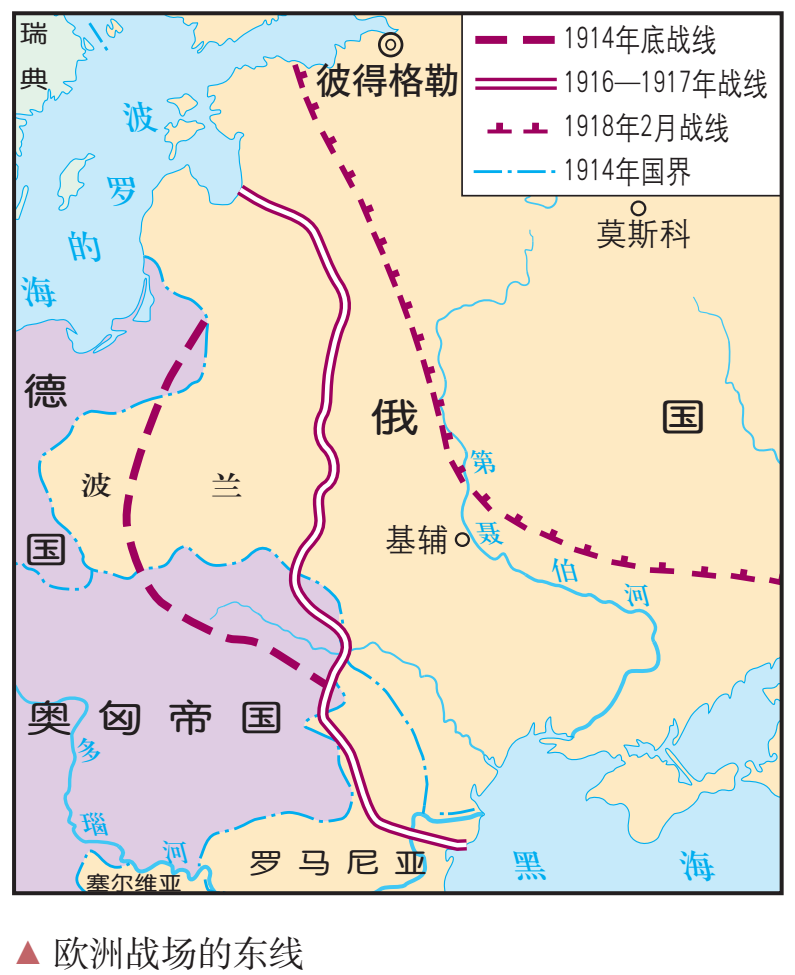 瑞典
波罗的海
彼得格勒
1914年底战线
1916—1917年战线
1918年2月战线
1914年国界
莫斯科
德国
波兰
俄国
第聂伯河
基辅
奥匈帝国
多瑙河
塞尔维亚
罗马尼亚
黑海
▲ 欧洲战场的东线